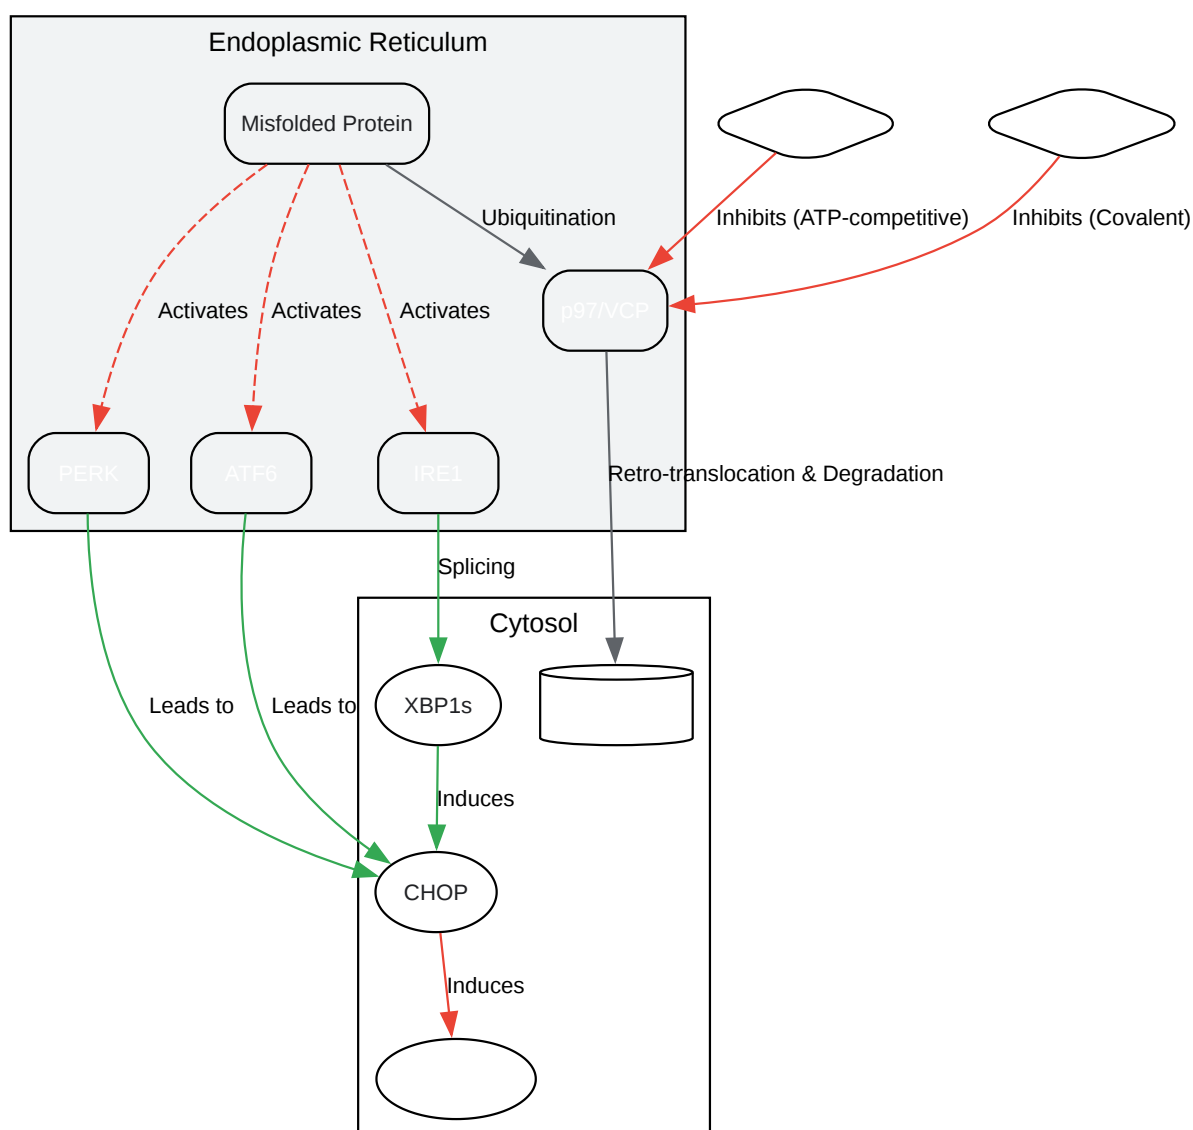 Endoplasmic Reticulum
Misfolded Protein
Ubiquitination
Inhibits (ATP-competitive)
Inhibits (Covalent)
Activates
Activates
Activates
p97/VCP
PERK
ATF6
IRE1
Retro-translocation & Degradation
Splicing
Cytosol
XBP1s
Leads to
Leads to
Induces
CHOP
Induces